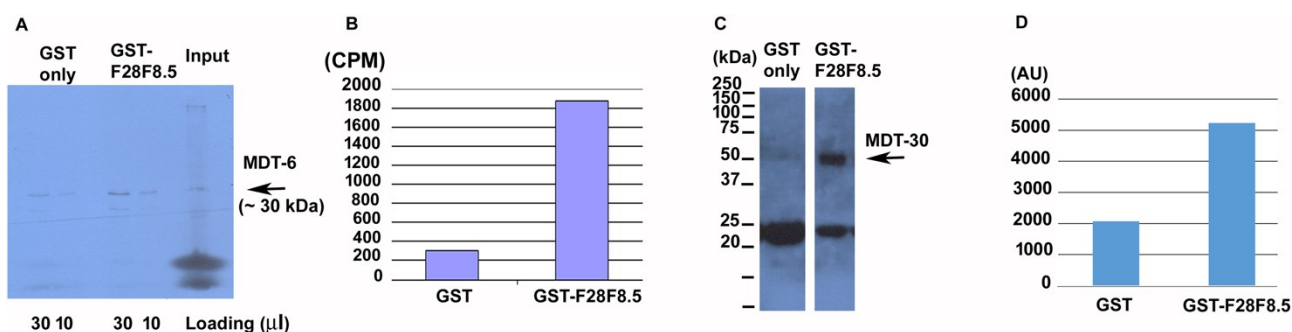 A
GST only
GST-F28F8.5
Input
MDT-6
(~ 30 kDa)
30 10
30 10
Loading (µl)
B
(CPM)
2000
1800
1600
1400
1200
1000
800
600
400
200
0
GST
GST-F28F8.5
C
(kDa)
GST only
GST-F28F8.5
250
150
100
75
50
37
25
20
MDT-30
D
(AU)
6000
5000
4000
3000
2000
1000
0
GST
GST-F28F8.5